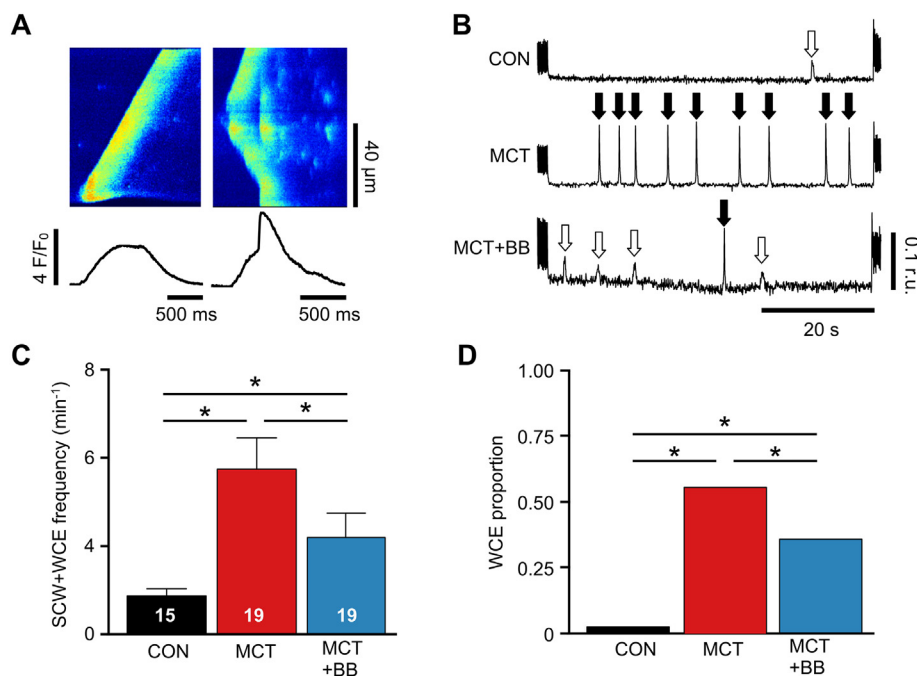 A
40 µm
4 F/F0
500 ms
500 ms
B
CON
MCT
MCT+BB
0.1 r.u.
20 s
C
SCW+WCE frequency (min-1)
8
6
4
2
0
*
*
*
15
19
19
CON
MCT
MCT
+BB
D
WCE proportion
1.00
0.75
0.50
0.25
0
*
*
*
CON
MCT
MCT
+BB